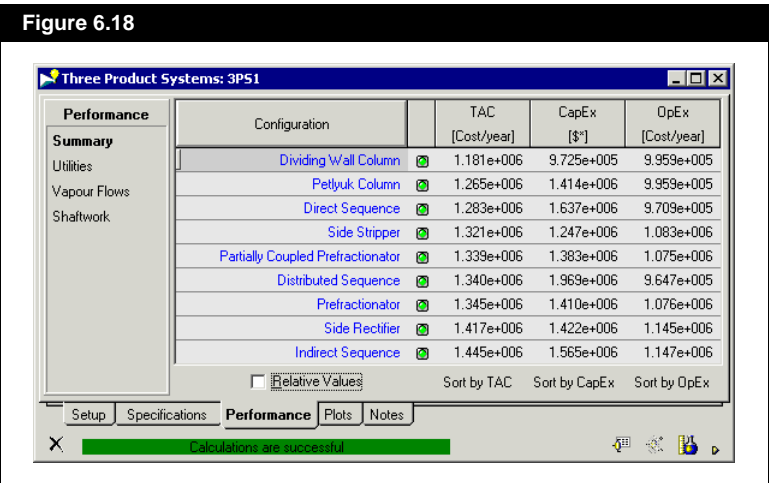 Figure 6.18
Three Product Systems: 3PS1
Performance
Summary
Utilities
Vapour Flows
Shaftwork
Configuration TAC [Cost/year] CapEx [$*] OpEx [Cost/year]
Dividing Wall Column 1.181e+006 9.725e+005 9.959e+005
Petlyuk Column 1.265e+006 1.414e+006 9.959e+005
Direct Sequence 1.283e+006 1.637e+006 9.709e+005
Side Stripper 1.321e+006 1.247e+006 1.083e+006
Partially Coupled Prefractionator 1.339e+006 1.383e+006 1.075e+006
Distributed Sequence 1.340e+006 1.969e+006 9.647e+005
Prefractionator 1.345e+006 1.410e+006 1.076e+006
Side Rectifier 1.417e+006 1.422e+006 1.145e+006
Indirect Sequence 1.445e+006 1.565e+006 1.147e+006
Relative Values Sort by TAC Sort by CapEx Sort by OpEx
Setup Specifications Performance Plots Notes
Calculations are successful